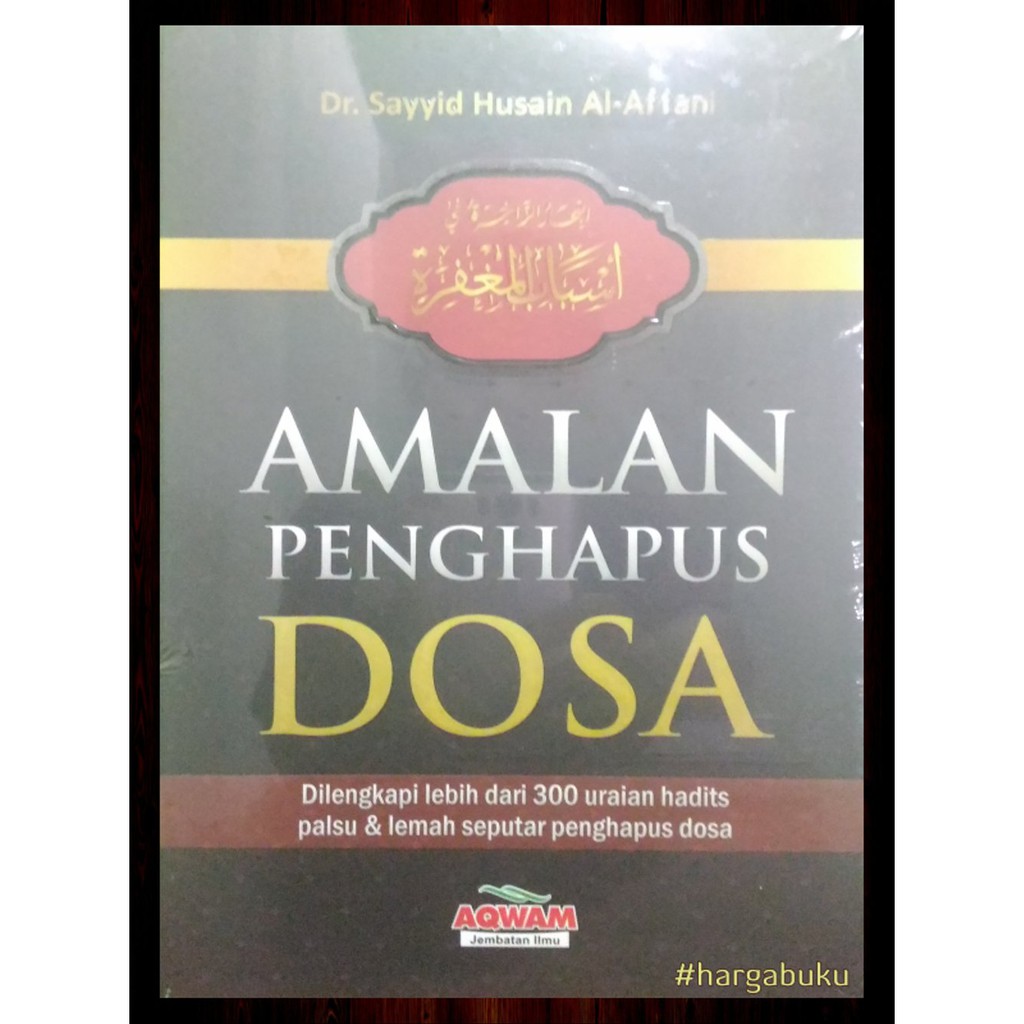 Dr. Sayyid Husain Al-Affani
أسباب المغفرة
AMALAN
PENGHAPUS
DOSA
Dilengkapi lebih dari 300 uraian hadits
palsu & lemah seputar penghapus dosa
AQWAM
Jembatan Ilmu
#hargabuku